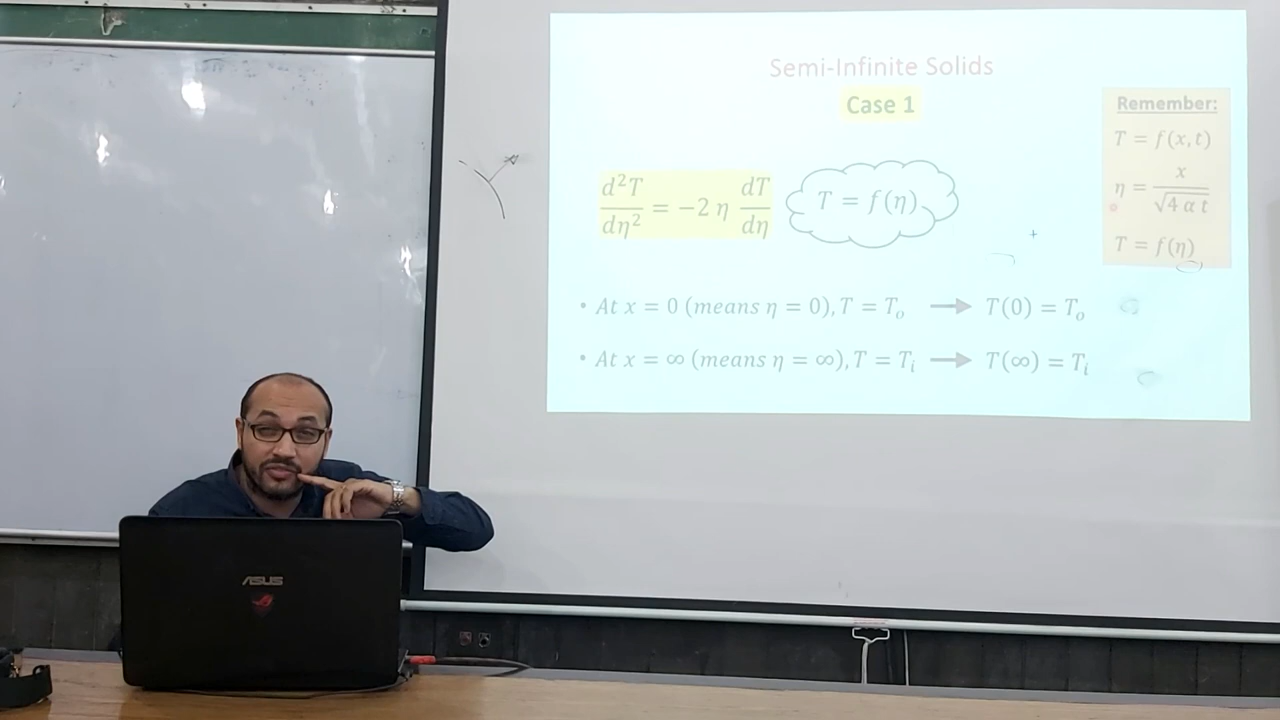 Semi-Infinite Solids
Case 1
d²T/dη² = −2 η dT/dη
T = f(η)
• At x = 0 (means η = 0), T = Tₒ ⟶ T(0) = Tₒ
• At x = ∞ (means η = ∞), T = Tᵢ ⟶ T(∞) = Tᵢ
Remember:
T = f(x, t)
η = x/√(4 α t)
T = f(η)
ASUS